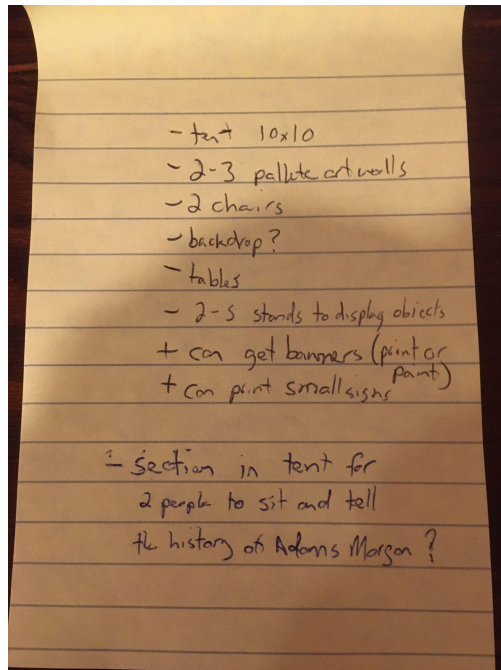 - tent 10x10
- 2-3 pallute art walls
- 2 chairs
- backdrop?
- tables
- 2-5 stands to display objects
+ can get banners (print or
paint)
+ can print small signs
- section in tent for
2 people to sit and tell
the history of Adams Morgan?